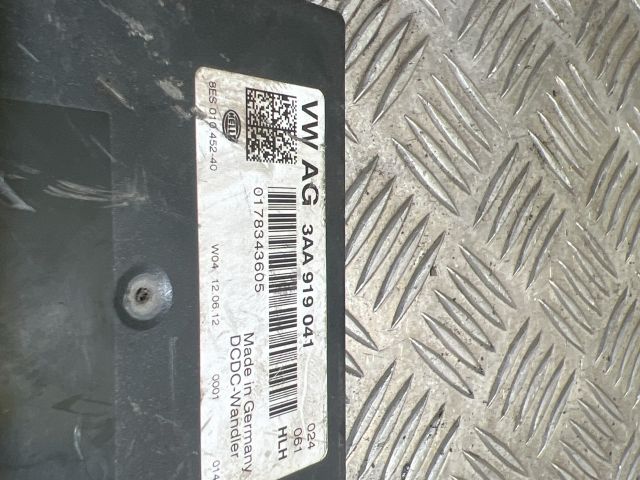 VW AG 3AA 919 041
024
061
HLH
0178343605
Made in Germany
DCDC-Wandler
HELLA
8ES 010 452-40
W04, 12.06.12
0001
014